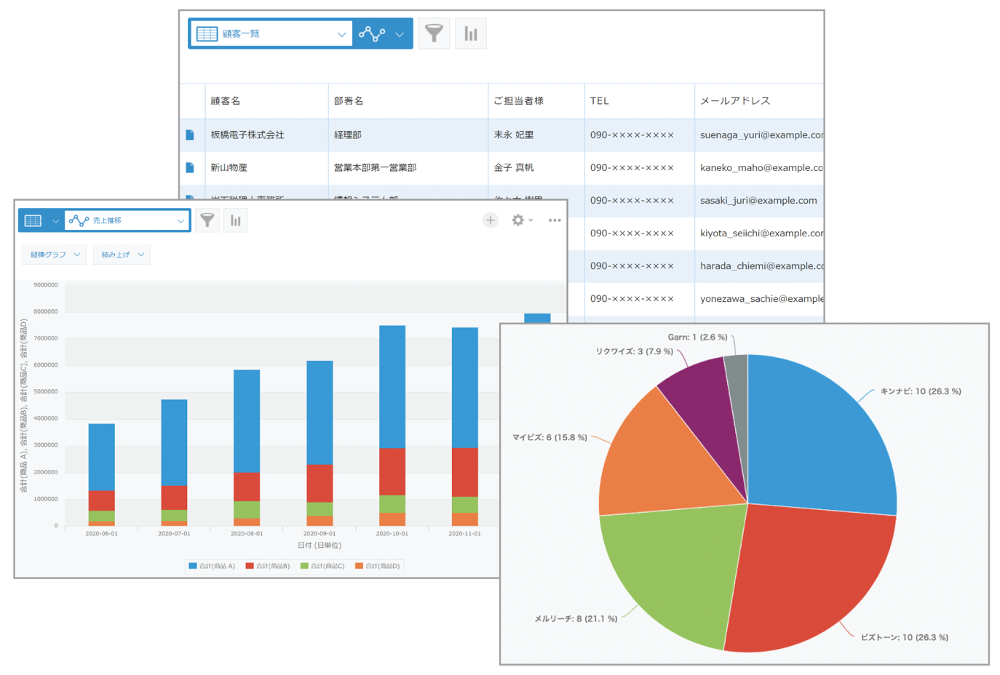 顧客一覧
顧客名 部署名 ご担当者様 TEL メールアドレス
板橋電子株式会社 経理部 末永 妃里 090-××××-×××× suenaga_yuri@example.co
新山物産 営業本部第一営業部 金子 真帆 090-××××-×××× kaneko_maho@example.co
090-××××-×××× sasaki_juri@example.com
090-××××-×××× kiyota_seiichi@example.co
090-××××-×××× harada_chiemi@example.c
090-××××-×××× yonezawa_sachie@example
売上推移
縦棒グラフ 積み上げ
合計(商品 A), 合計(商品B), 合計(商品C), 合計(商品D)
9000000
8000000
7000000
6000000
5000000
4000000
3000000
2000000
1000000
0
2020-06-01 2020-07-01 2020-08-01 2020-09-01 2020-10-01 2020-11-01
日付 (日単位)
合計(商品 A) 合計(商品B) 合計(商品C) 合計(商品D)
Garn: 1 (2.6 %)
リクワイズ: 3 (7.9 %)
キンナビ: 10 (26.3 %)
マイビズ: 6 (15.8 %)
メルリーチ: 8 (21.1 %)
ビズトーン: 10 (26.3 %)